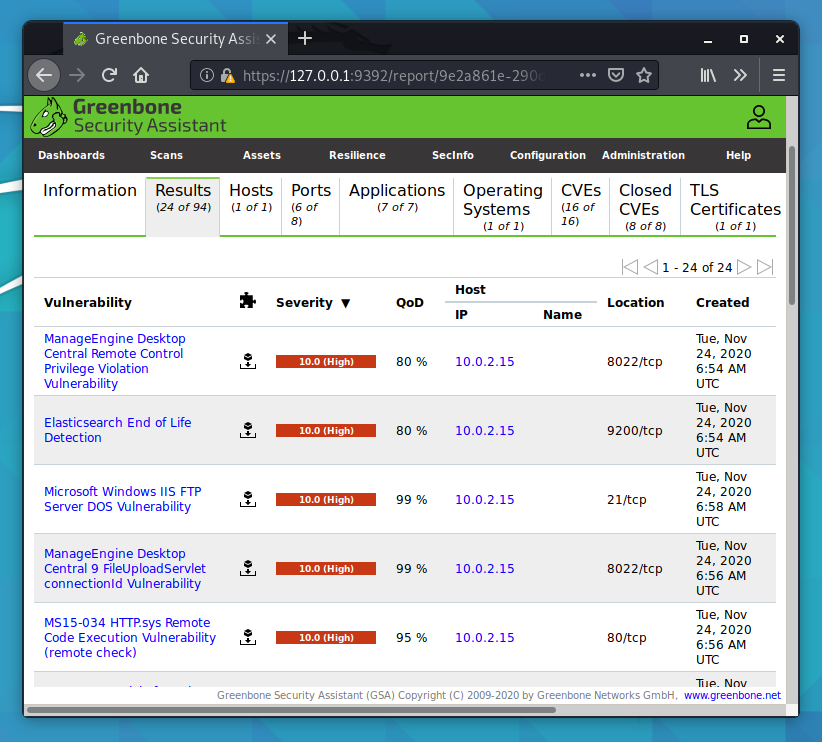 Greenbone Security Assi
https://127.0.0.1:9392/report/9e2a861e-290c
Greenbone
Security Assistant
Dashboards Scans Assets Resilience SecInfo Configuration Administration Help
Information Results Hosts Ports Applications Operating CVEs Closed TLS
(24 of 94) (1 of 1) (6 of (7 of 7) Systems (16 of CVEs Certificates
8) (1 of 1) 16) (8 of 8) (1 of 1)
1 - 24 of 24
Host
Vulnerability Severity ▼ QoD Location Created
IP Name
ManageEngine Desktop
Central Remote Control
Privilege Violation
Vulnerability
10.0 (High) 80 % 10.0.2.15 8022/tcp
Tue, Nov
24, 2020
6:54 AM
UTC
Elasticsearch End of Life
Detection
10.0 (High) 80 % 10.0.2.15 9200/tcp
Tue, Nov
24, 2020
6:54 AM
UTC
Microsoft Windows IIS FTP
Server DOS Vulnerability
10.0 (High) 99 % 10.0.2.15 21/tcp
Tue, Nov
24, 2020
6:58 AM
UTC
ManageEngine Desktop
Central 9 FileUploadServlet
connectionId Vulnerability
10.0 (High) 99 % 10.0.2.15 8022/tcp
Tue, Nov
24, 2020
6:56 AM
UTC
MS15-034 HTTP.sys Remote
Code Execution Vulnerability
(remote check)
10.0 (High) 95 % 10.0.2.15 80/tcp
Tue, Nov
24, 2020
6:56 AM
UTC
Tue, Nov
Greenbone Security Assistant (GSA) Copyright (C) 2009-2020 by Greenbone Networks GmbH, www.greenbone.net